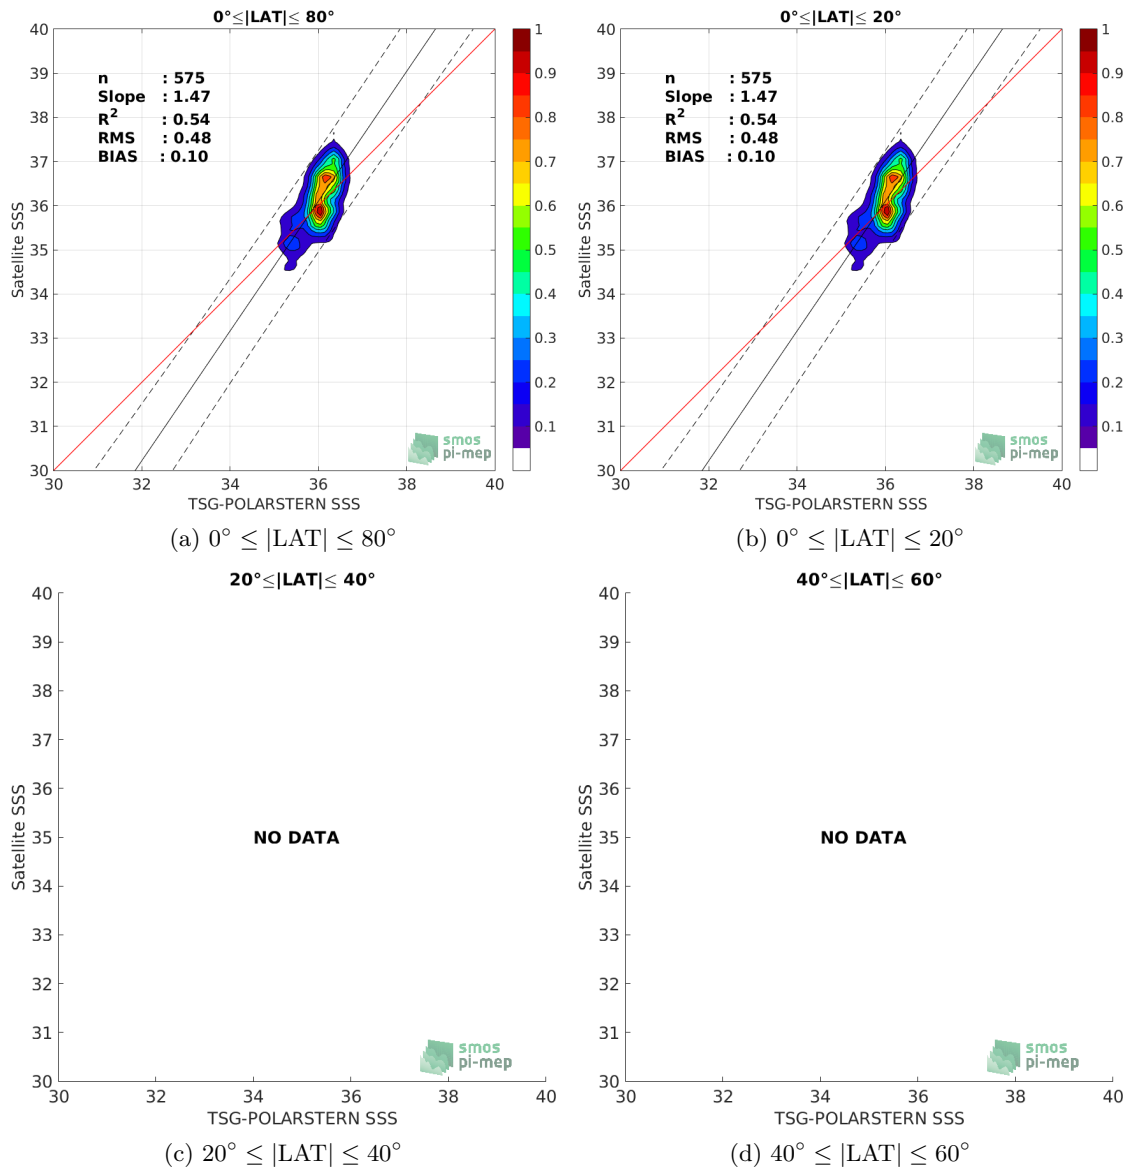 0°≤|LAT|≤ 80°
40
39
38
37
36
35
34
33
32
31
30
n : 575
Slope : 1.47
R2 : 0.54
RMS : 0.48
BIAS : 0.10
Satellite SSS
smos
pi-mep
30 32 34 36 38 40
TSG-POLARSTERN SSS
1
0.9
0.8
0.7
0.6
0.5
0.4
0.3
0.2
0.1
(a) 0° ≤ |LAT| ≤ 80°
0°≤|LAT|≤ 20°
40
39
38
37
36
35
34
33
32
31
30
n : 575
Slope : 1.47
R2 : 0.54
RMS : 0.48
BIAS : 0.10
Satellite SSS
smos
pi-mep
30 32 34 36 38 40
TSG-POLARSTERN SSS
1
0.9
0.8
0.7
0.6
0.5
0.4
0.3
0.2
0.1
(b) 0° ≤ |LAT| ≤ 20°
20°≤|LAT|≤ 40°
40
39
38
37
36
35
34
33
32
31
30
Satellite SSS
NO DATA
smos
pi-mep
30 32 34 36 38 40
TSG-POLARSTERN SSS
(c) 20° ≤ |LAT| ≤ 40°
40°≤|LAT|≤ 60°
40
39
38
37
36
35
34
33
32
31
30
Satellite SSS
NO DATA
smos
pi-mep
30 32 34 36 38 40
TSG-POLARSTERN SSS
(d) 40° ≤ |LAT| ≤ 60°